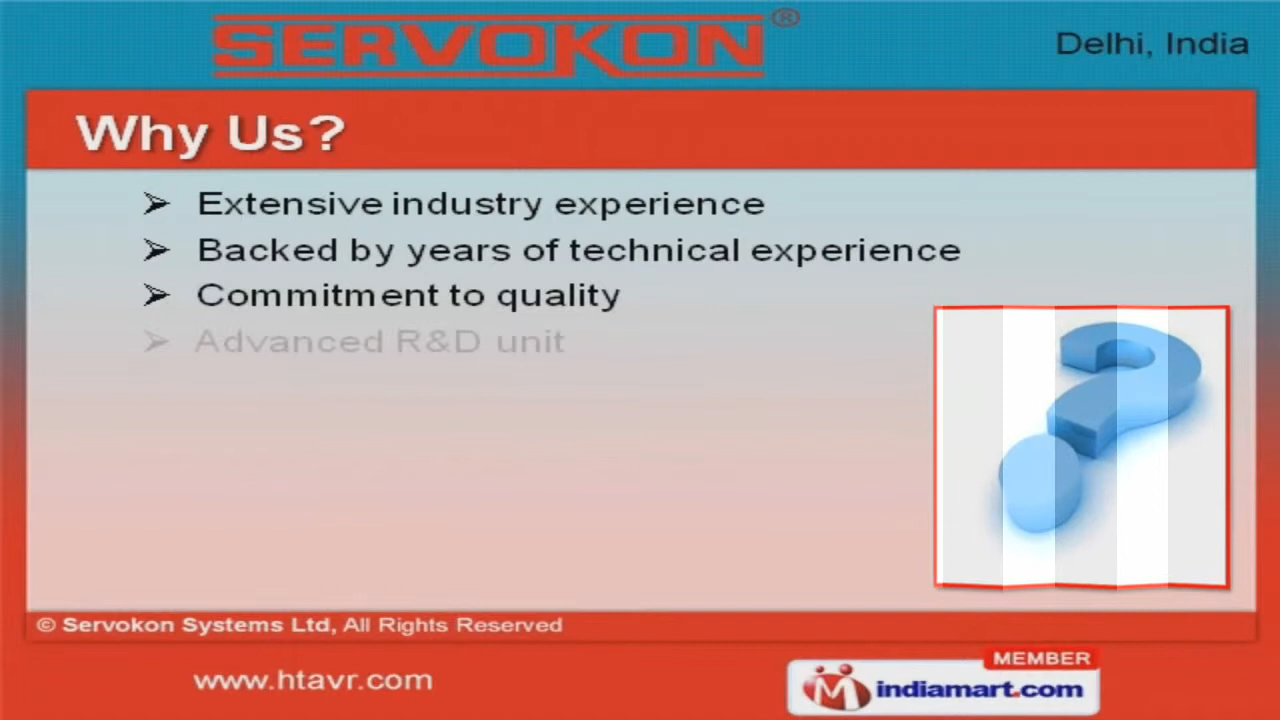 SERVOKON®
Delhi, India
Why Us?
➢ Extensive industry experience
➢ Backed by years of technical experience
➢ Commitment to quality
➢ Advanced R&D unit
© Servokon Systems Ltd, All Rights Reserved
www.htavr.com
MEMBER
indiamart.com